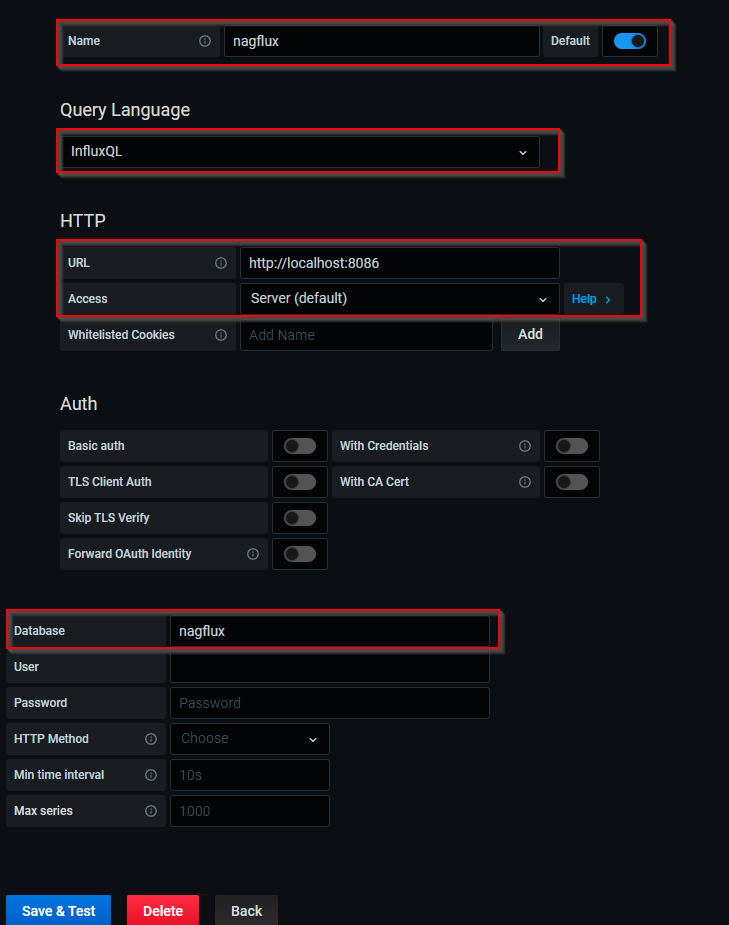 Name nagflux Default
Query Language
InfluxQL
HTTP
URL http://localhost:8086
Access Server (default) Help >
Whitelisted Cookies Add Name Add
Auth
Basic auth With Credentials
TLS Client Auth With CA Cert
Skip TLS Verify
Forward OAuth Identity
Database nagflux
User
Password Password
HTTP Method Choose
Min time interval 10s
Max series 1000
Save & Test Delete Back